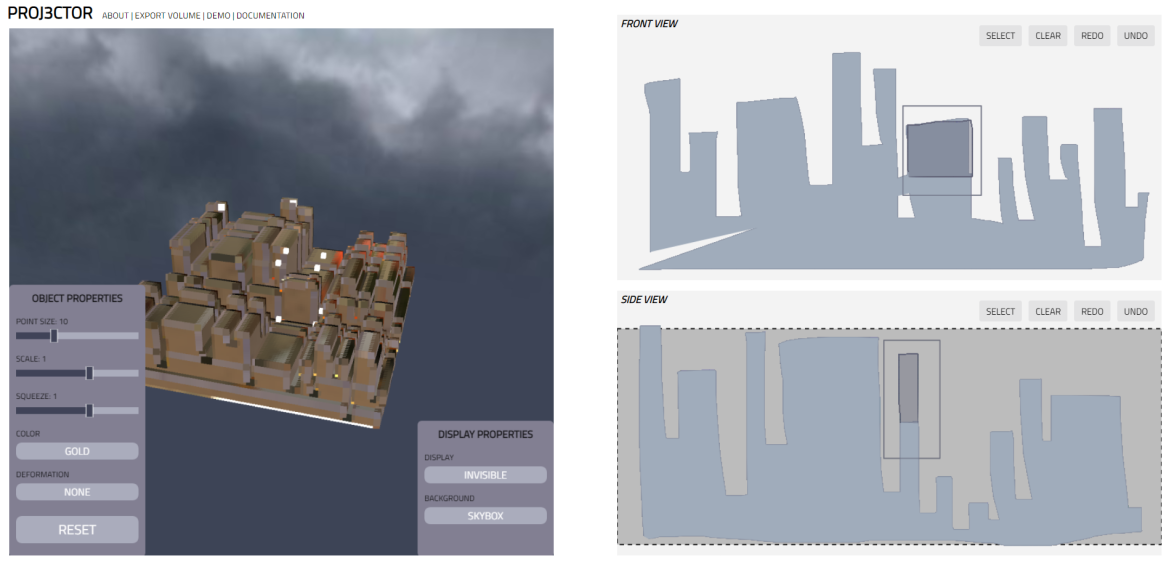 PROJ3CTOR ABOUT | EXPORT VOLUME | DEMO | DOCUMENTATION
OBJECT PROPERTIES
POINT SIZE: 10
SCALE: 1
SQUEEZE: 1
COLOR
GOLD
DEFORMATION
NONE
RESET
DISPLAY PROPERTIES
DISPLAY
INVISIBLE
BACKGROUND
SKYBOX
FRONT VIEW
SELECT CLEAR REDO UNDO
SIDE VIEW
SELECT CLEAR REDO UNDO